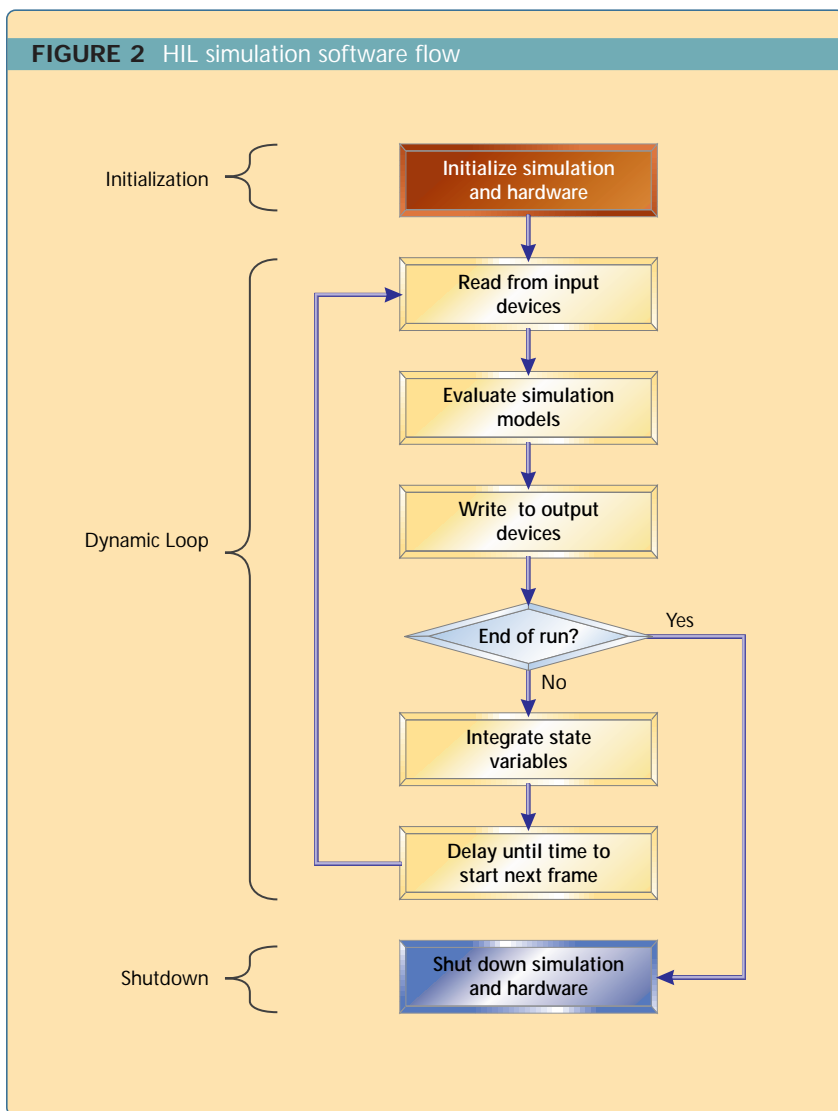 FIGURE 2 HIL simulation software flow
Initialization
Initialize simulation
and hardware
Dynamic Loop
Read from input
devices
Evaluate simulation
models
Write to output
devices
End of run?
Yes
No
Integrate state
variables
Delay until time to
start next frame
Shutdown
Shut down simulation
and hardware